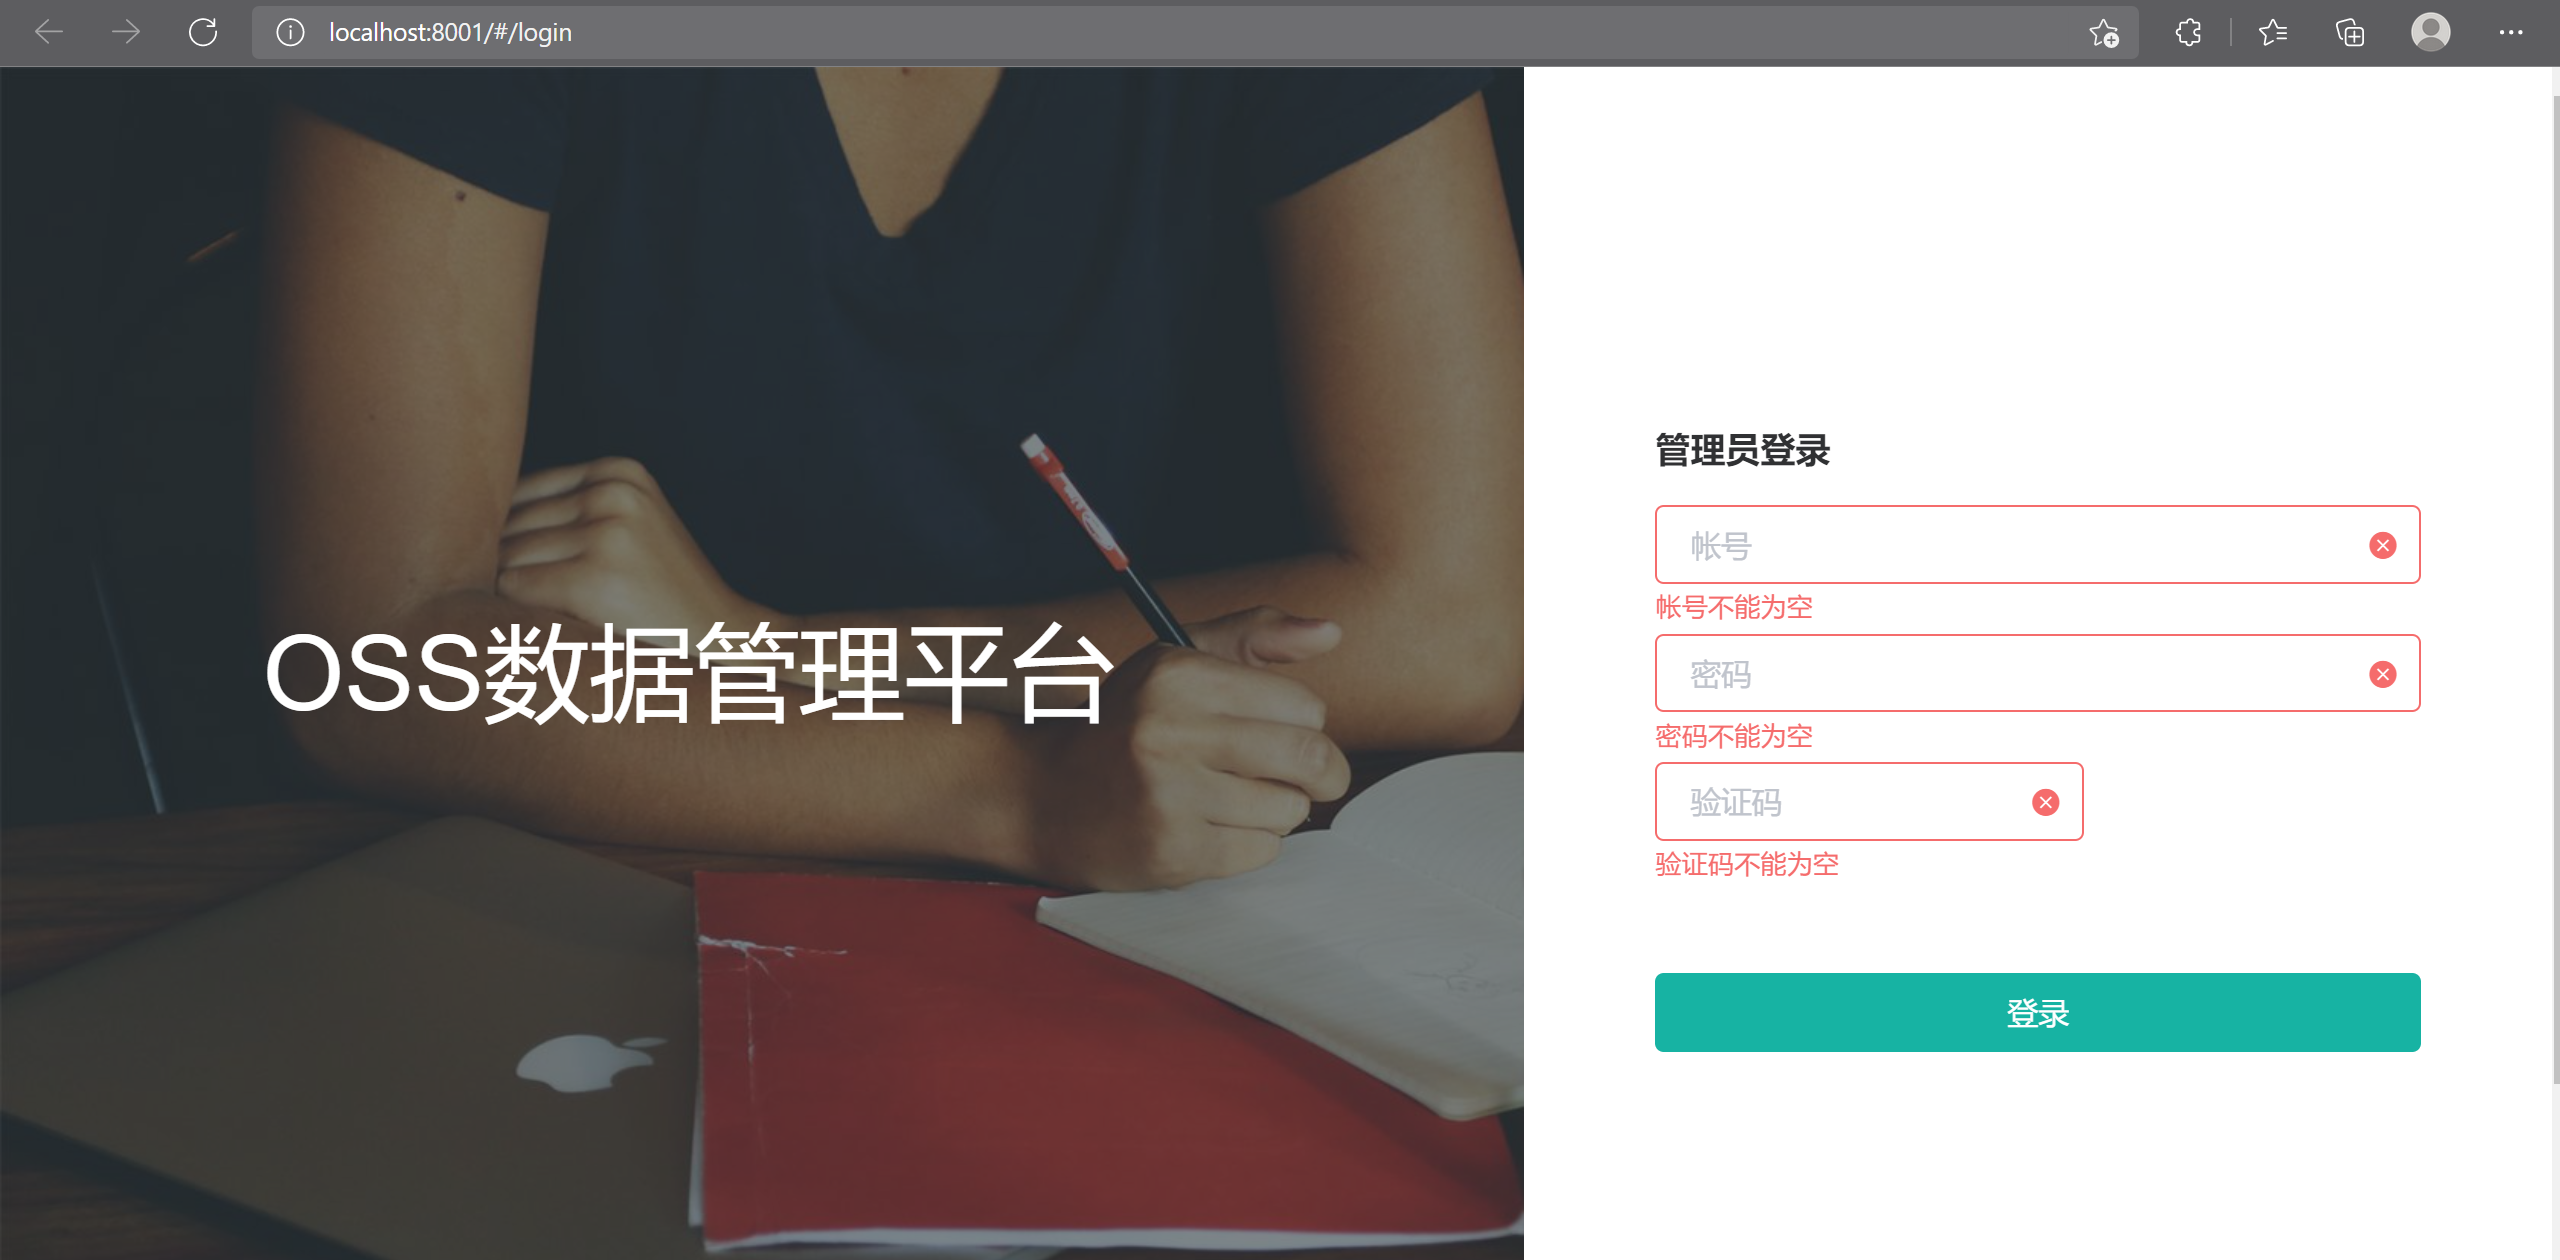 localhost:8001/#/login
OSS数据管理平台
管理员登录
帐号
帐号不能为空
密码
密码不能为空
验证码
验证码不能为空
登录